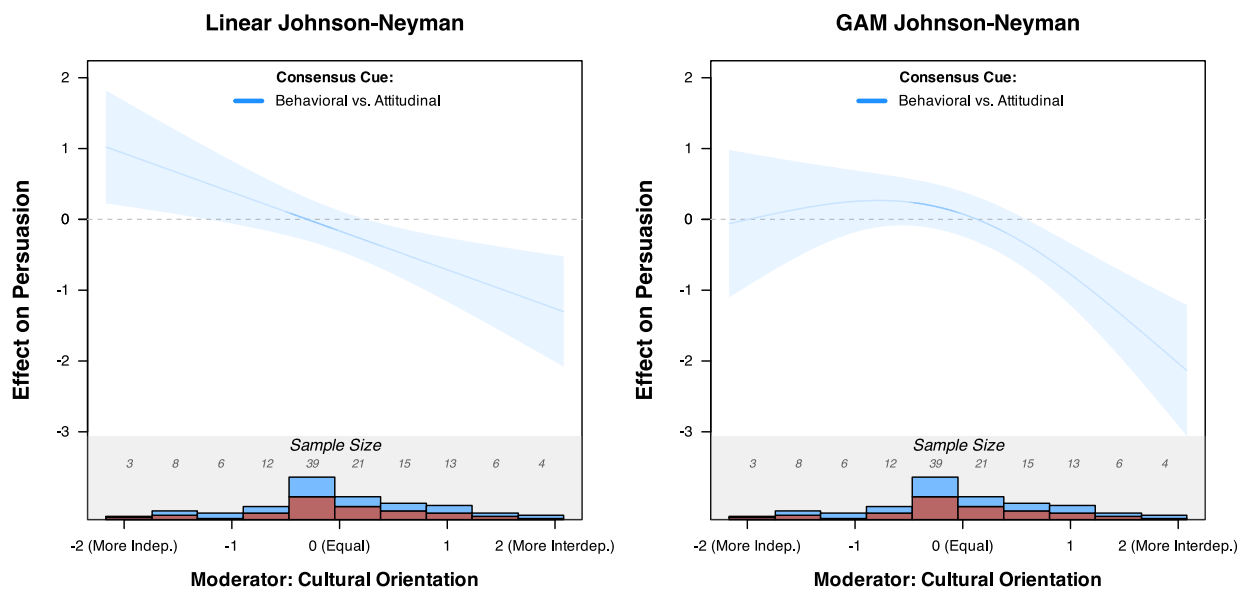 Linear Johnson-Neyman
Consensus Cue:
Behavioral vs. Attitudinal
Effect on Persuasion
2
1
0
-1
-2
-3
Sample Size
3 8 6 12 39 21 15 13 6 4
-2 (More Indep.) -1 0 (Equal) 1 2 (More Interdep.)
Moderator: Cultural Orientation
GAM Johnson-Neyman
Consensus Cue:
Behavioral vs. Attitudinal
Effect on Persuasion
2
1
0
-1
-2
-3
Sample Size
3 8 6 12 39 21 15 13 6 4
-2 (More Indep.) -1 0 (Equal) 1 2 (More Interdep.)
Moderator: Cultural Orientation